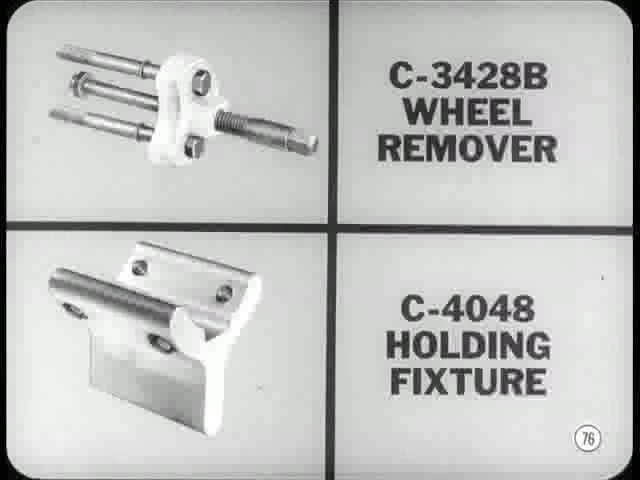 C-3428B
WHEEL
REMOVER
C-4048
HOLDING
FIXTURE
76